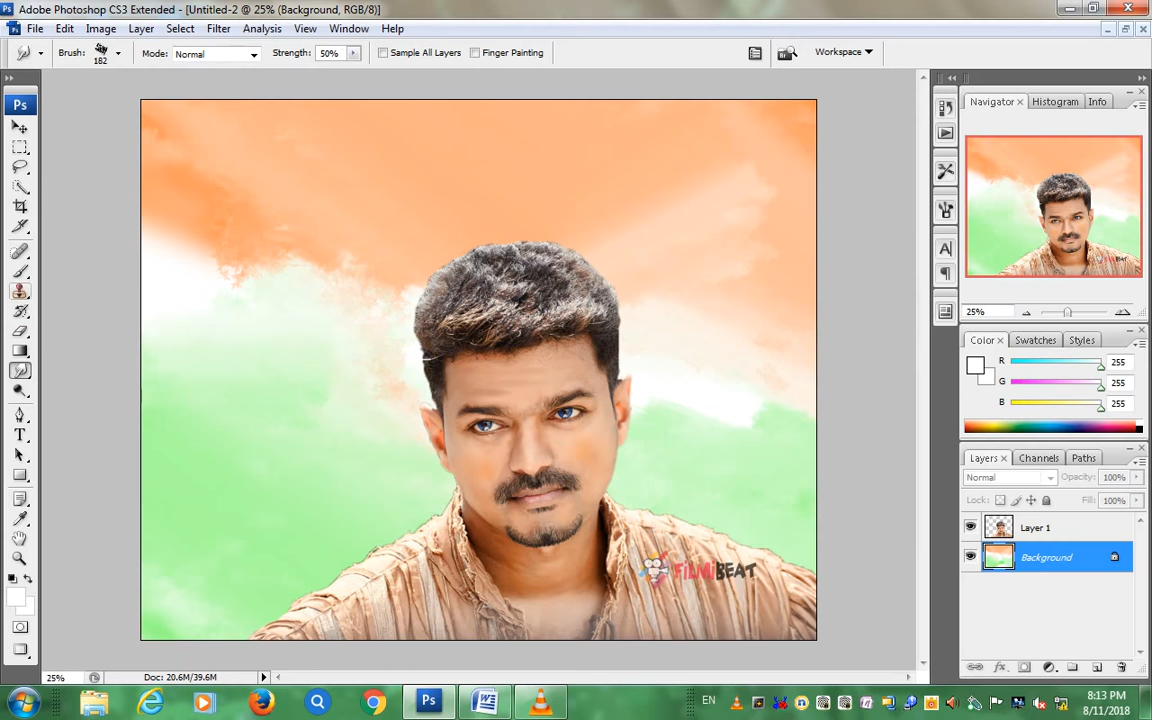 Adobe Photoshop CS3 Extended - [Untitled-2 @ 25% (Background, RGB/8)]
File Edit Image Layer Select Filter Analysis View Window Help
Brush: 182 Mode: Normal Strength: 50% Sample All Layers Finger Painting Workspace
Ps
Navigator Histogram Info
25%
Color Swatches Styles
R 255
G 255
B 255
Layers Channels Paths
Normal Opacity: 100%
Lock: Fill: 100%
Layer 1
Background
FiLMiBEAT
25% Doc: 20.6M/39.6M
Ps W EN 8:13 PM
8/11/2018